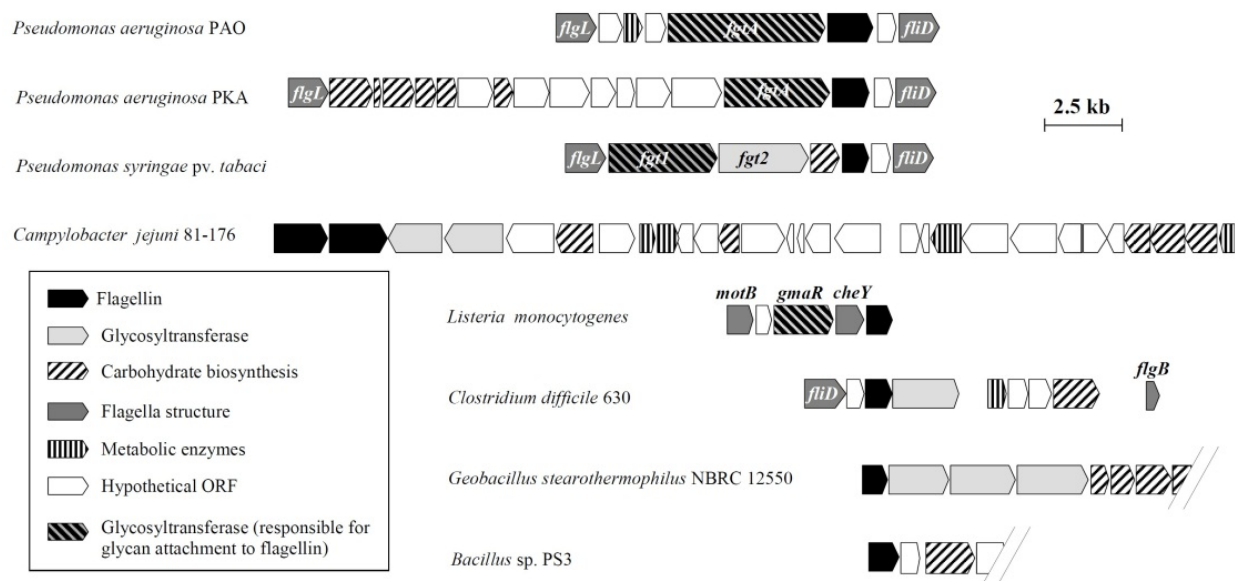 Pseudomonas aeruginosa PAO
flgL
fgtA
fliD
Pseudomonas aeruginosa PKA
flgL
fgtA
fliD
2.5 kb
Pseudomonas syringae pv. tabaci
flgL
fgt1
fgt2
fliD
Campylobacter jejuni 81-176
Flagellin
Glycosyltransferase
Carbohydrate biosynthesis
Flagella structure
Metabolic enzymes
Hypothetical ORF
Glycosyltransferase (responsible for
glycan attachment to flagellin)
motB gmaR cheY
Listeria monocytogenes
flgB
Clostridium difficile 630
fliD
Geobacillus stearothermophilus NBRC 12550
Bacillus sp. PS3